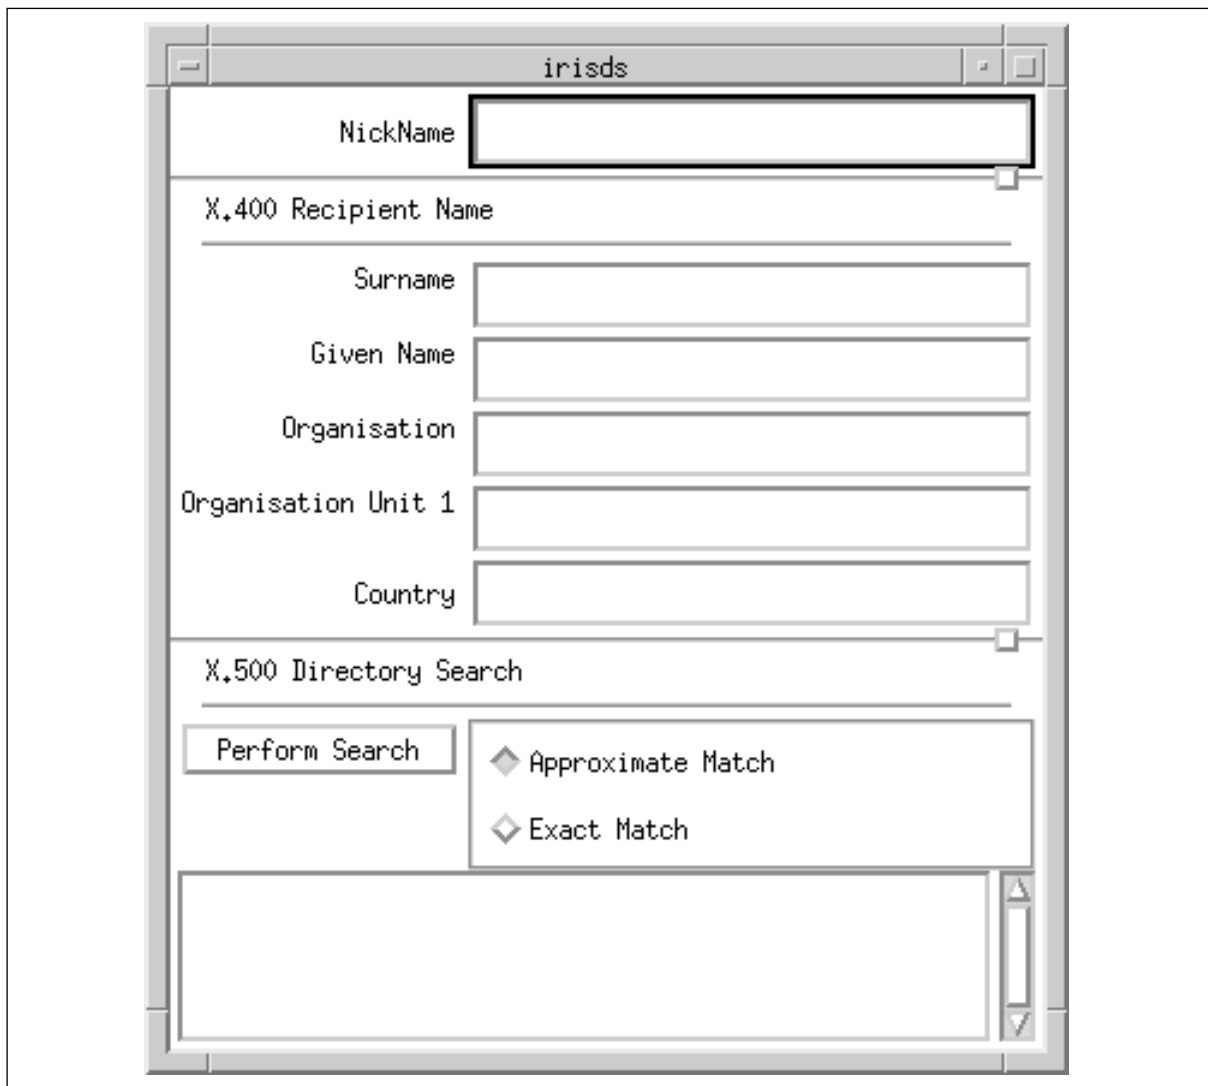 irisds
NickName
X.400 Recipient Name
Surname
Given Name
Organisation
Organisation Unit 1
Country
X.500 Directory Search
Perform Search
Approximate Match
Exact Match